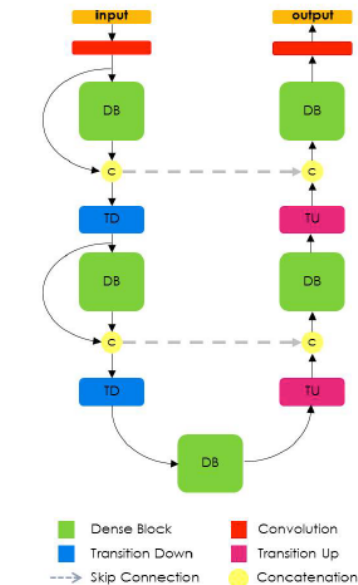 input
output
DB
DB
C
C
TD
TU
DB
DB
C
C
TD
TU
DB
Dense Block
Convolution
Transition Down
Transition Up
Skip Connection
Concatenation